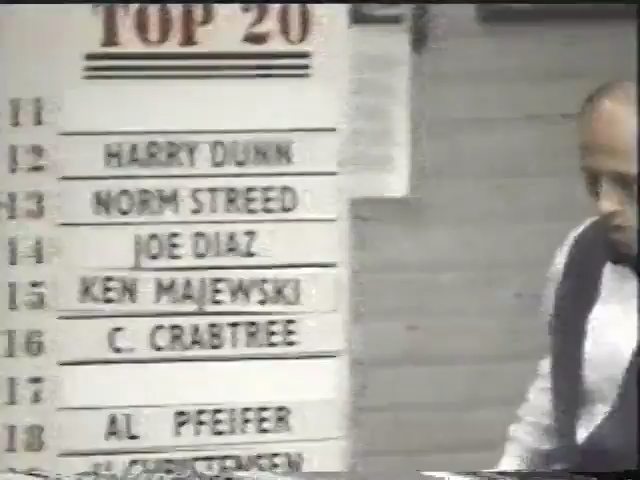 TOP 20
11
12 HARRY DUNN
13 NORM STREED
14 JOE DIAZ
15 KEN MAJEWSKI
16 C. CRABTREE
17
18 AL PFEIFER
CHRISTENSEN